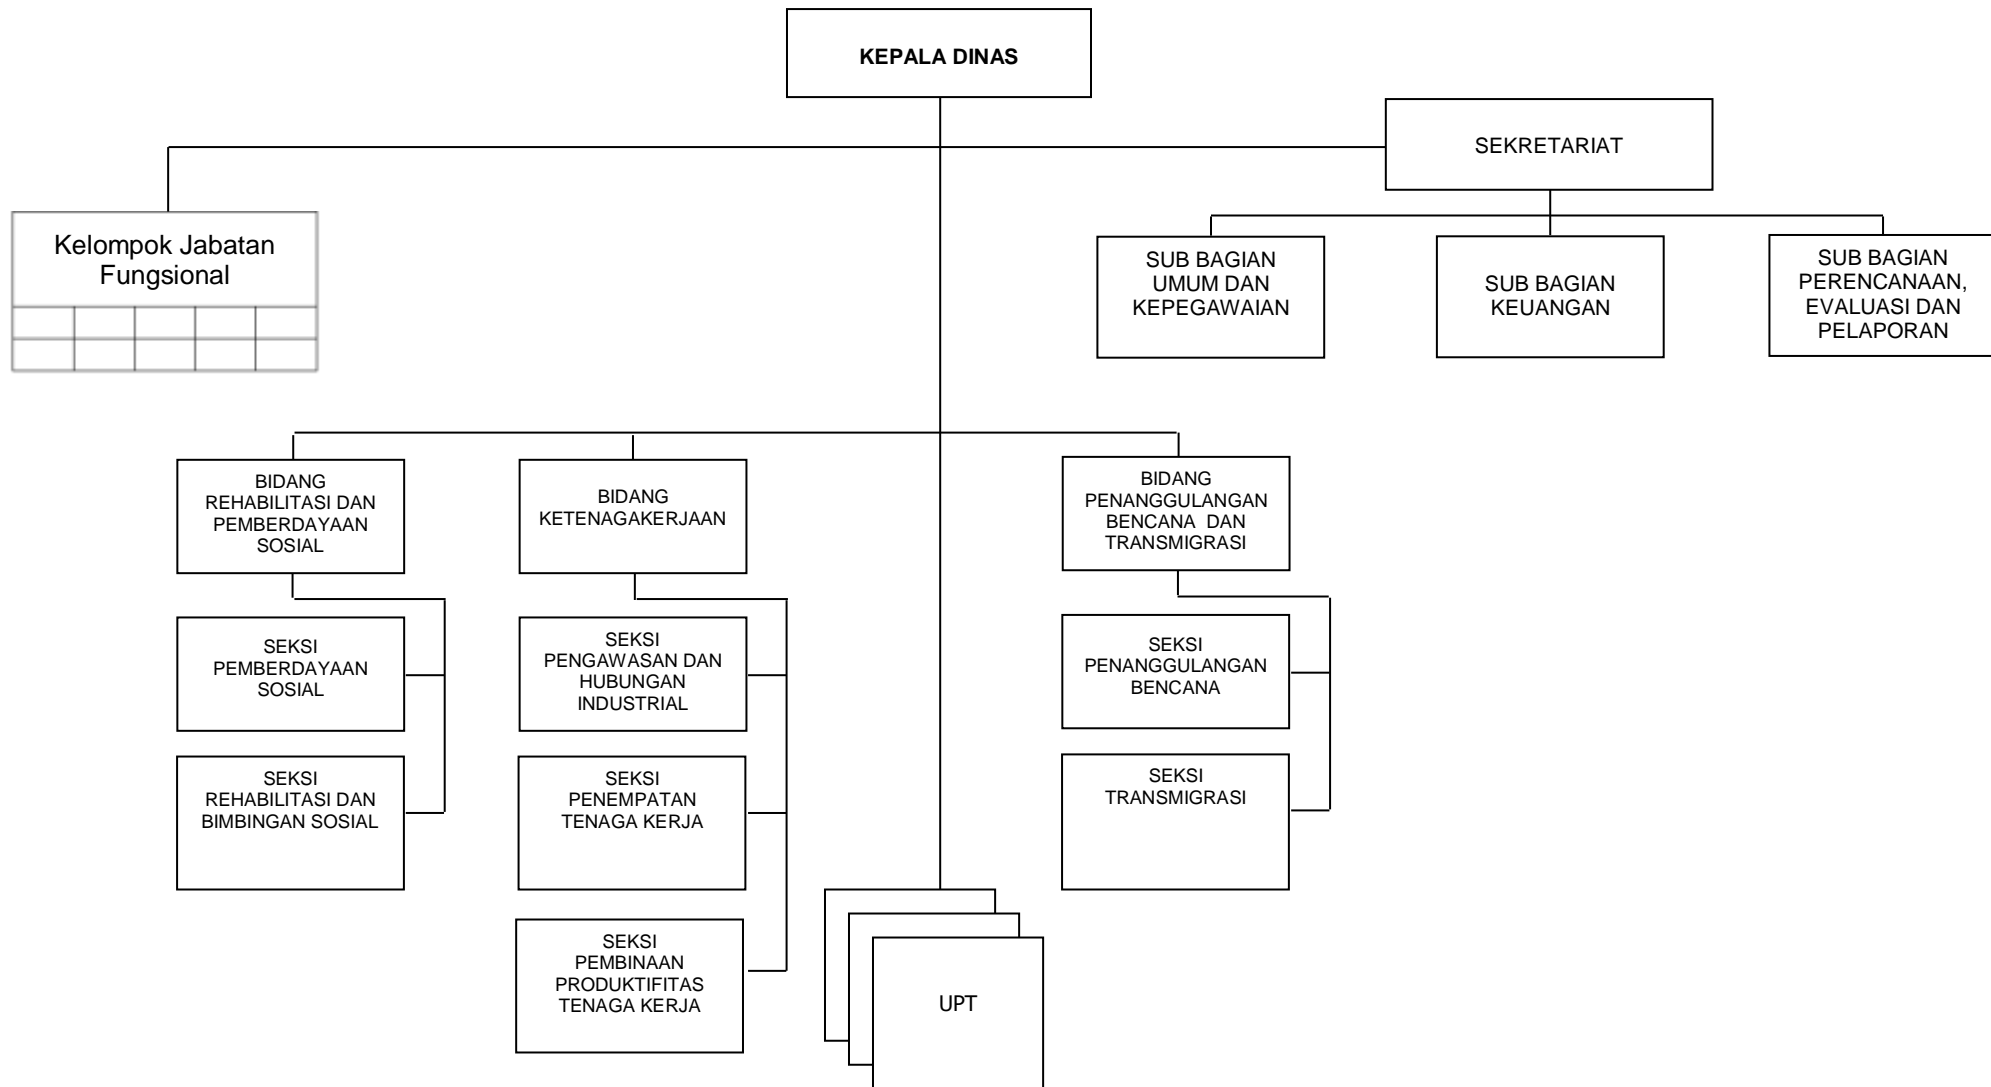 KEPALA DINAS
SEKRETARIAT
Kelompok Jabatan
Fungsional
SUB BAGIAN
UMUM DAN
KEPEGAWAIAN
SUB BAGIAN
KEUANGAN
SUB BAGIAN
PERENCANAAN,
EVALUASI DAN
PELAPORAN
BIDANG
REHABILITASI DAN
PEMBERDAYAAN
SOSIAL
BIDANG
KETENAGAKERJAAN
BIDANG
PENANGGULANGAN
BENCANA  DAN
TRANSMIGRASI
SEKSI
PEMBERDAYAAN
SOSIAL
SEKSI
PENGAWASAN DAN
HUBUNGAN
INDUSTRIAL
SEKSI
PENANGGULANGAN
BENCANA
SEKSI
REHABILITASI DAN
BIMBINGAN SOSIAL
SEKSI
PENEMPATAN
TENAGA KERJA
SEKSI
TRANSMIGRASI
SEKSI
PEMBINAAN
PRODUKTIFITAS
TENAGA KERJA
UPT